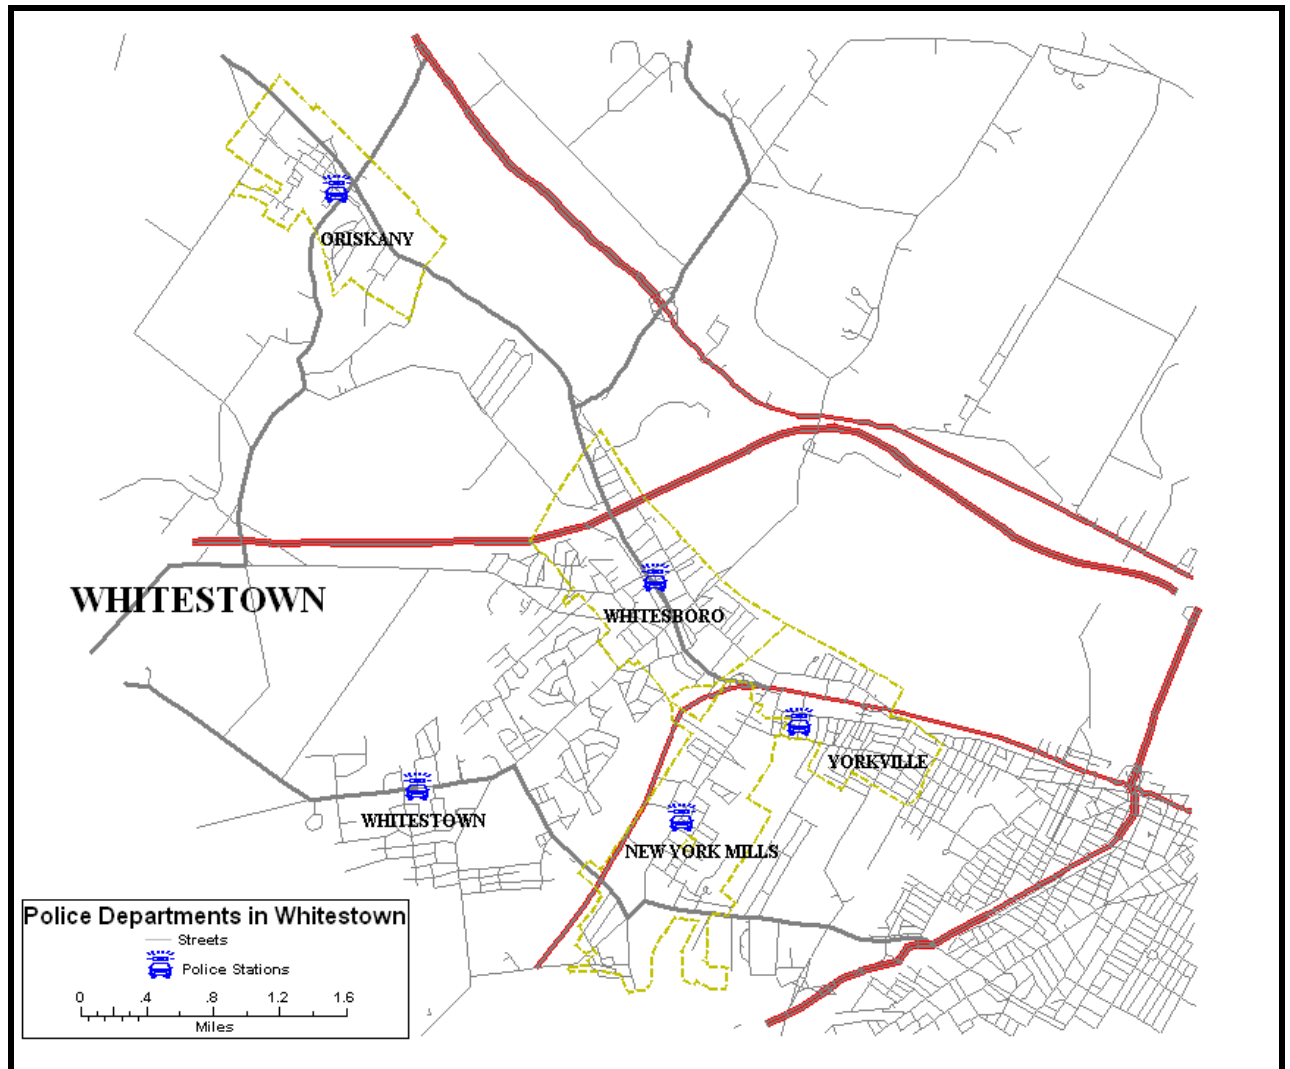 ORISKANY
WHITESTOWN
WHITESBORO
YORKVILLE
WHITESTOWN
NEW YORK MILLS
Police Departments in Whitestown
Streets
Police Stations
0 .4 .8 1.2 1.6
Miles